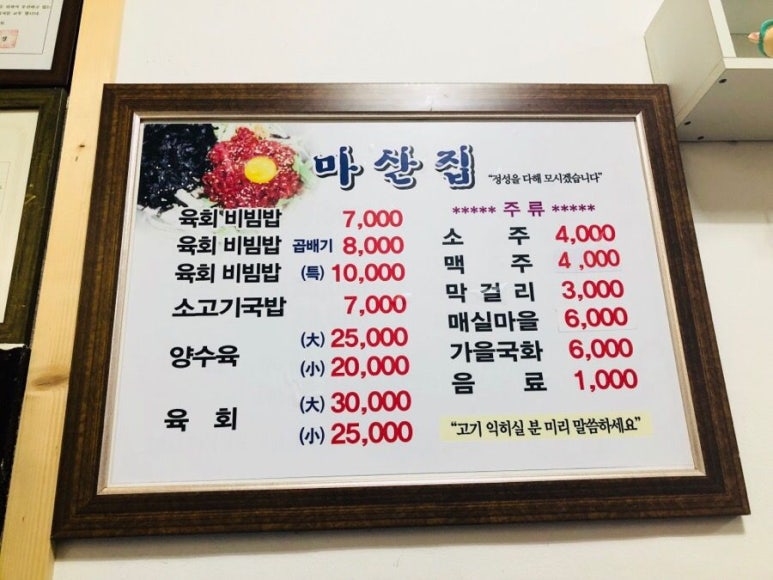 마산집
"정성을 다해 모시겠습니다"
육회 비빔밥 7,000
육회 비빔밥 곱배기 8,000
육회 비빔밥 (특) 10,000
소고기국밥 7,000
양수육 (大) 25,000
(小) 20,000
육 회 (大) 30,000
(小) 25,000
***** 주 류 *****
소 주 4,000
맥 주 4,000
막 걸 리 3,000
매실마을 6,000
가을국화 6,000
음 료 1,000
"고기 익히실 분 미리 말씀하세요"